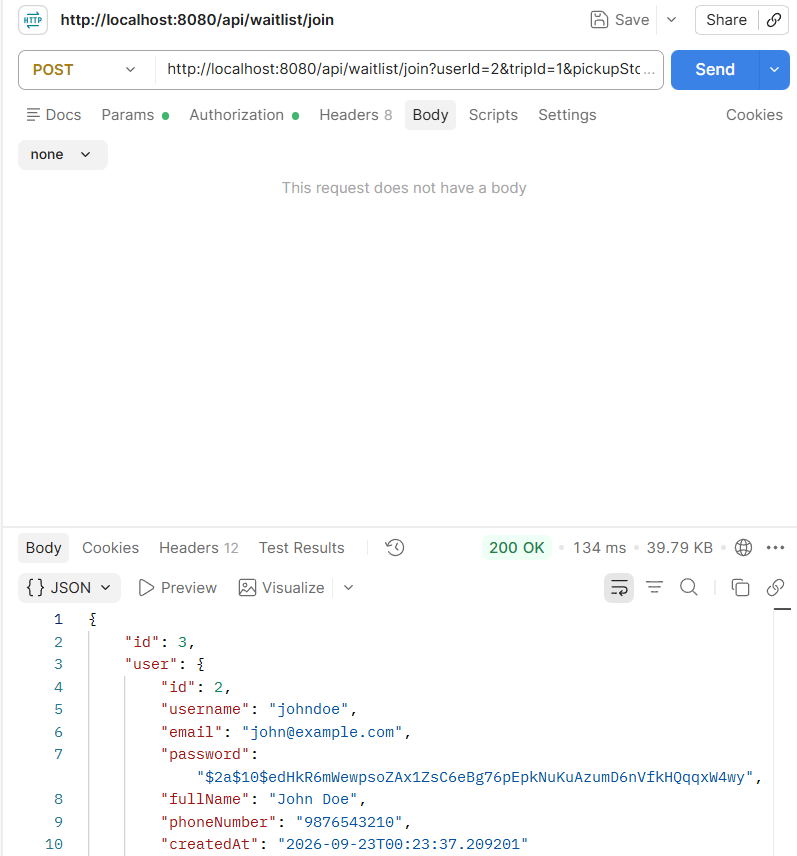 HTTP http://localhost:8080/api/waitlist/join Save Share
POST http://localhost:8080/api/waitlist/join?userId=2&tripId=1&pickupSto... Send
Docs Params Authorization Headers 8 Body Scripts Settings Cookies
none
This request does not have a body
Body Cookies Headers 12 Test Results 200 OK 134 ms 39.79 KB
{} JSON Preview Visualize
1 {
2 "id": 3,
3 "user": {
4 "id": 2,
5 "username": "johndoe",
6 "email": "john@example.com",
7 "password":
"$2a$10$edHkR6mWewpsoZAx1ZsC6eBg76pEpkNuKuAzumD6nVfkHQqqxW4wy",
8 "fullName": "John Doe",
9 "phoneNumber": "9876543210",
10 "createdAt": "2026-09-23T00:23:37.209201"